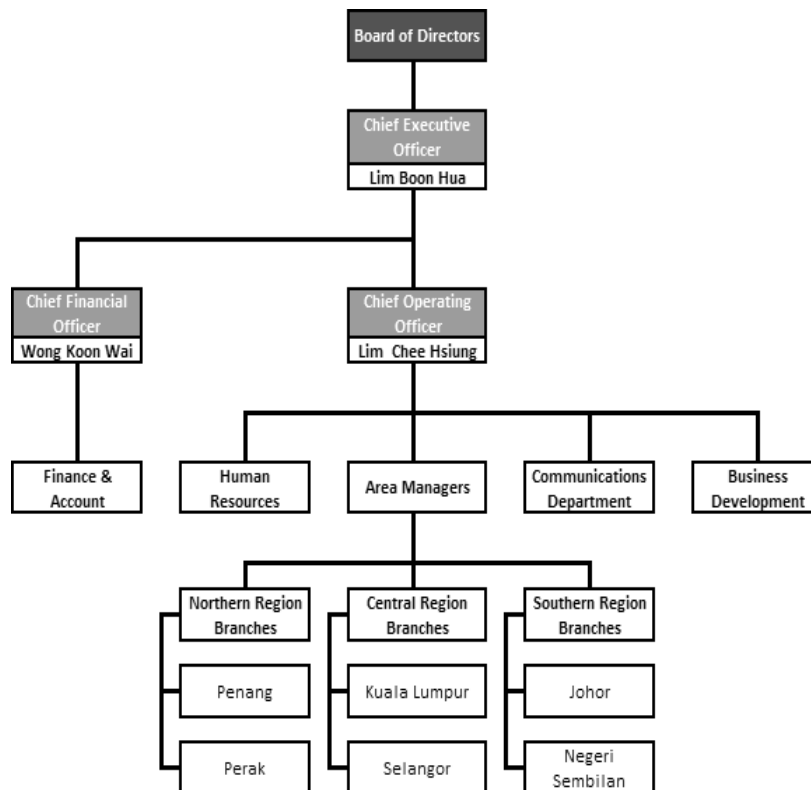 Board of Directors
Chief Executive
Officer
Lim Boon Hua
Chief Financial
Officer
Wong Koon Wai
Chief Operating
Officer
Lim Chee Hsiung
Finance &
Account
Human
Resources
Area Managers
Communications
Department
Business
Development
Northern Region
Branches
Central Region
Branches
Southern Region
Branches
Penang
Kuala Lumpur
Johor
Perak
Selangor
Negeri
Sembilan